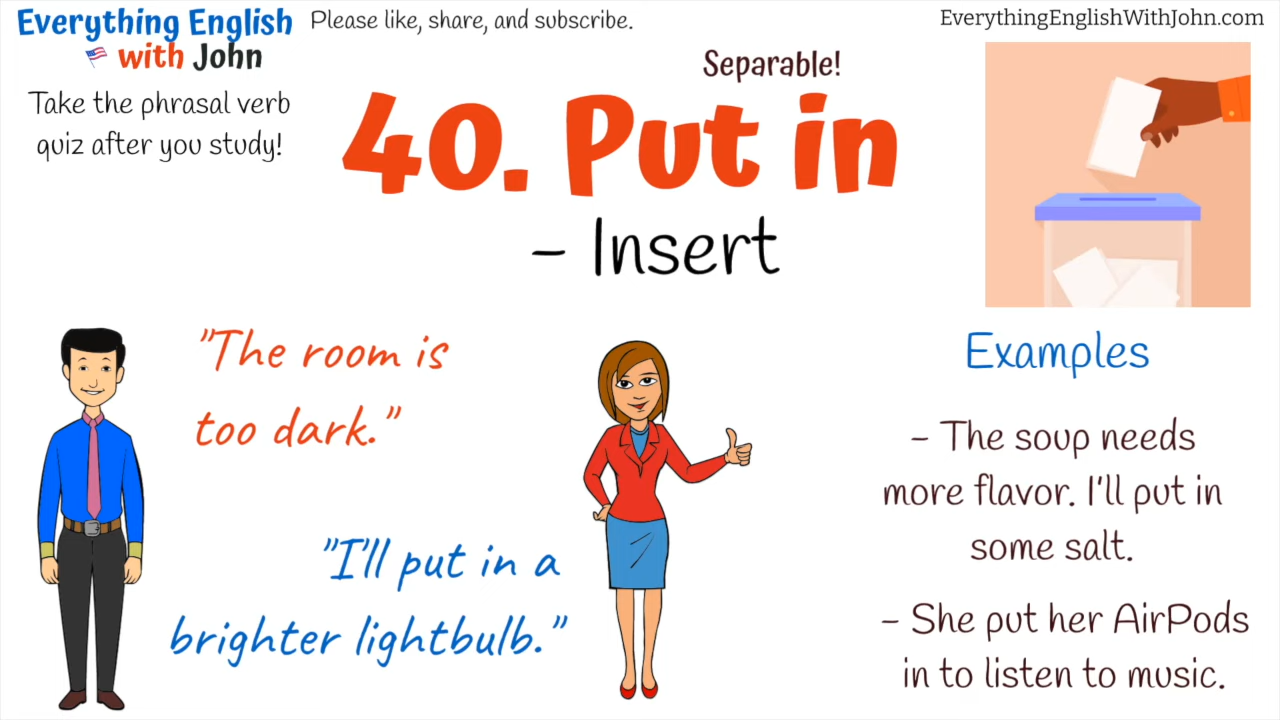 Everything English
with John
Please like, share, and subscribe.
EverythingEnglishWithJohn.com
Take the phrasal verb
quiz after you study!
Separable!
40. Put in
– Insert
"The room is
too dark."
"I'll put in a
brighter lightbulb."
Examples
– The soup needs
more flavor. I'll put in
some salt.
– She put her AirPods
in to listen to music.